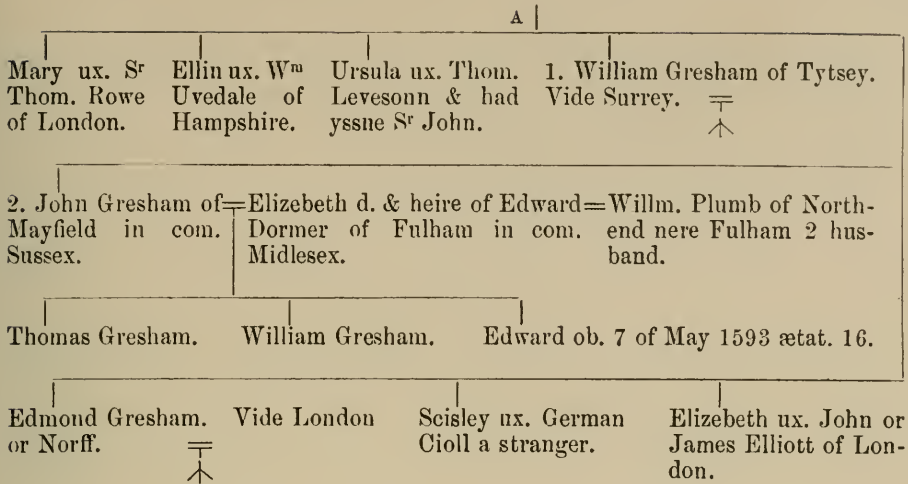 A
Mary ux. Sr Ellin ux. Wm Ursula ux. Thom. 1. William Gresham of Tytsey.
Thom. Rowe Uvedale of Levesonn & had Vide Surrey.
of London. Hampshire. yssue Sr John.
2. John Gresham of=Elizebeth d. & heire of Edward=Willm. Plumb of North-
Mayfield in com. Dormer of Fulham in com. end nere Fulham 2 hus-
Sussex. Midlesex. band.
Thomas Gresham. William Gresham. Edward ob. 7 of May 1593 ætat. 16.
Edmond Gresham. Vide London Scisley ux. German Elizebeth ux. John or
or Norff. Cioll a stranger. James Elliott of Lon-
don.